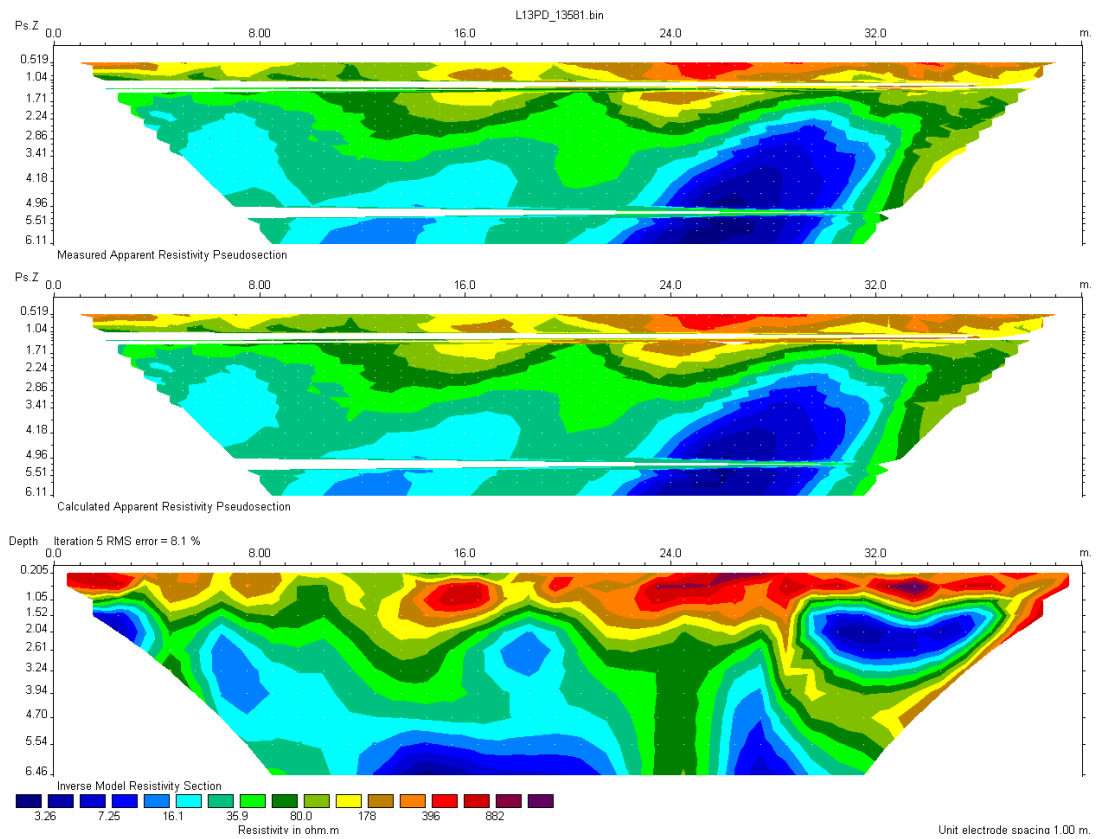 L13PD_13581.bin
Ps.Z 0.0 8.00 16.0 24.0 32.0 m.
0.519
1.04
1.71
2.24
2.86
3.41
4.18
4.96
5.51
6.11
Measured Apparent Resistivity Pseudosection
Ps.Z 0.0 8.00 16.0 24.0 32.0 m.
0.519
1.04
1.71
2.24
2.86
3.41
4.18
4.96
5.51
6.11
Calculated Apparent Resistivity Pseudosection
Depth Iteration 5 RMS error = 8.1 %
0.0 8.00 16.0 24.0 32.0 m.
0.205
1.05
1.52
2.04
2.61
3.24
3.94
4.70
5.54
6.46
Inverse Model Resistivity Section
3.26 7.25 16.1 35.9 80.0 178 396 882
Resistivity in ohm.m
Unit electrode spacing 1.00 m.